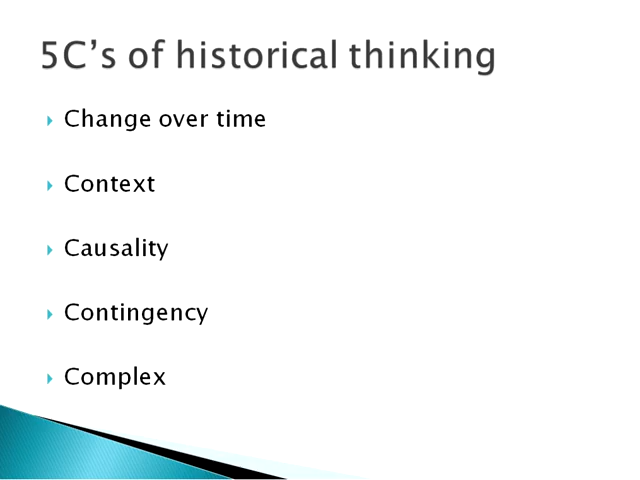 5C’s of historical thinking
Change over time
Context
Causality
Contingency
Complex